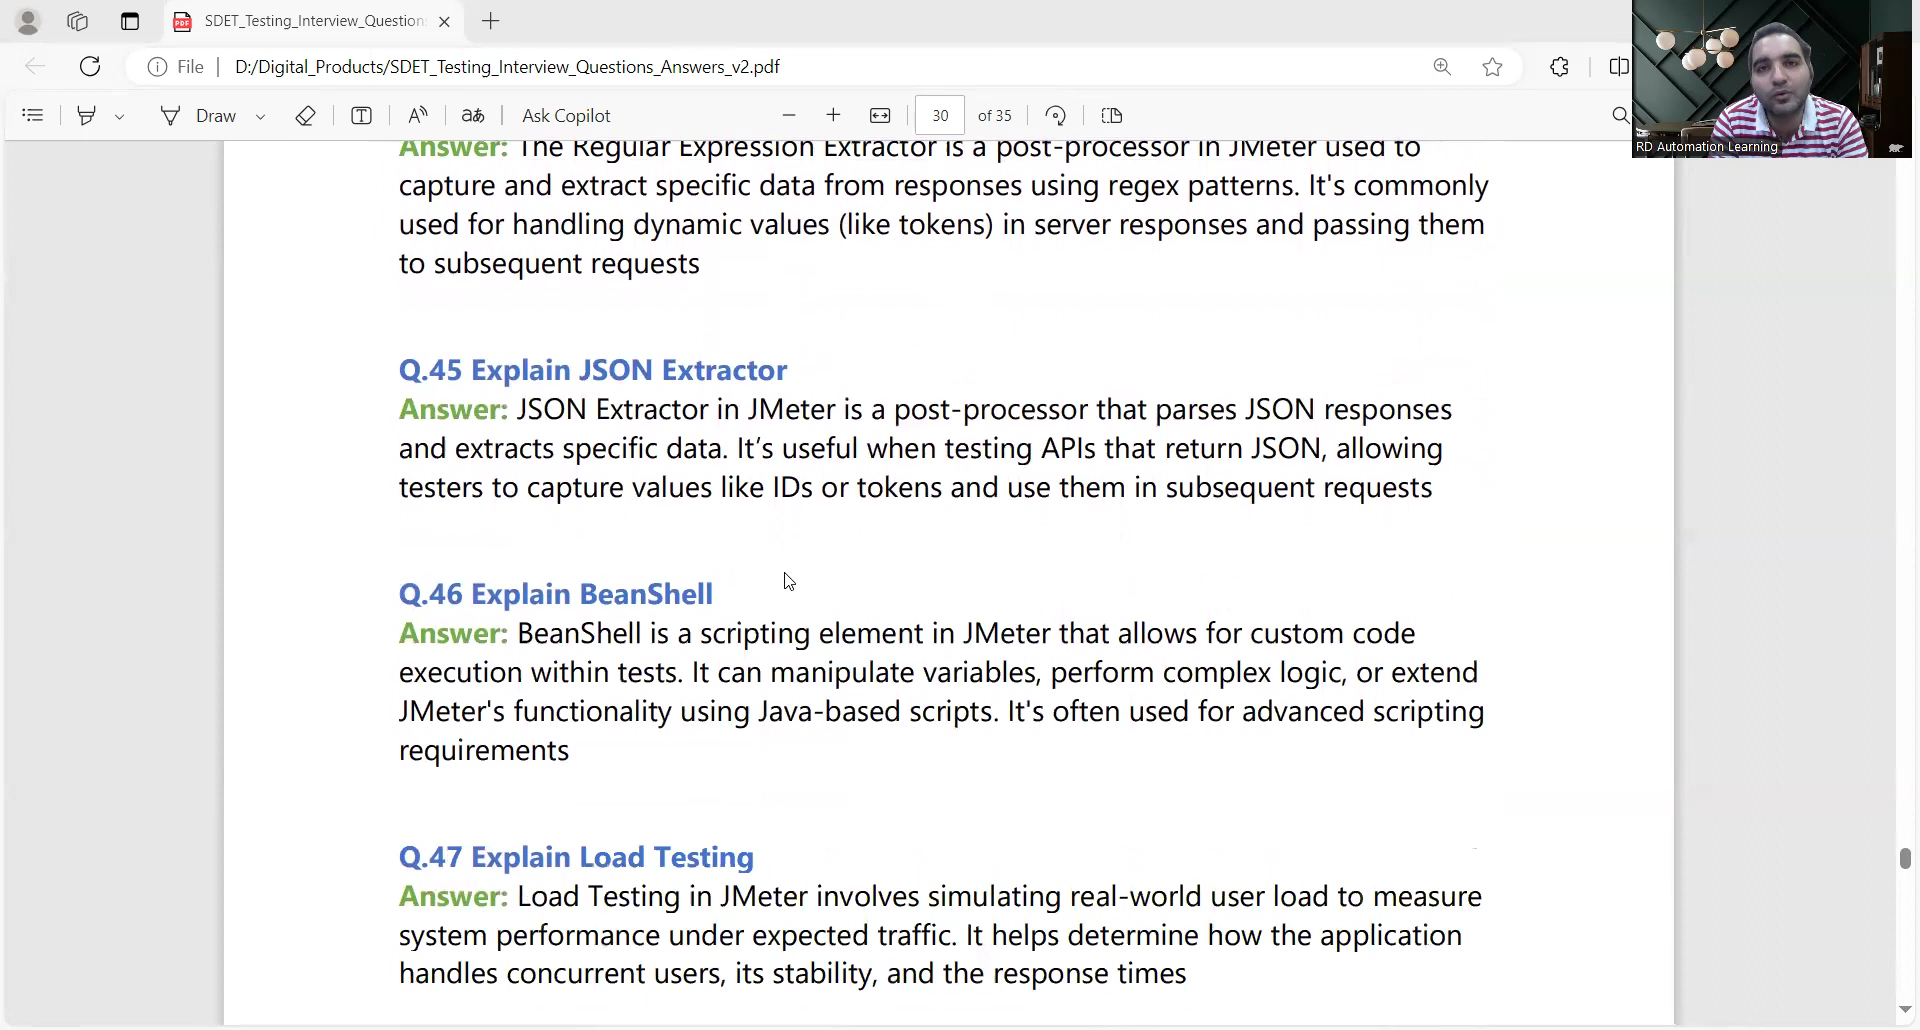 SDET_Testing_Interview_Question
File
D:/Digital_Products/SDET_Testing_Interview_Questions_Answers_v2.pdf
Draw
aあ
Ask Copilot
30 of 35
RD Automation Learning
Answer: The Regular Expression Extractor is a post-processor in JMeter used to
capture and extract specific data from responses using regex patterns. It's commonly
used for handling dynamic values (like tokens) in server responses and passing them
to subsequent requests
Q.45 Explain JSON Extractor
Answer: JSON Extractor in JMeter is a post-processor that parses JSON responses
and extracts specific data. It’s useful when testing APIs that return JSON, allowing
testers to capture values like IDs or tokens and use them in subsequent requests
Q.46 Explain BeanShell
Answer: BeanShell is a scripting element in JMeter that allows for custom code
execution within tests. It can manipulate variables, perform complex logic, or extend
JMeter's functionality using Java-based scripts. It's often used for advanced scripting
requirements
Q.47 Explain Load Testing
Answer: Load Testing in JMeter involves simulating real-world user load to measure
system performance under expected traffic. It helps determine how the application
handles concurrent users, its stability, and the response times